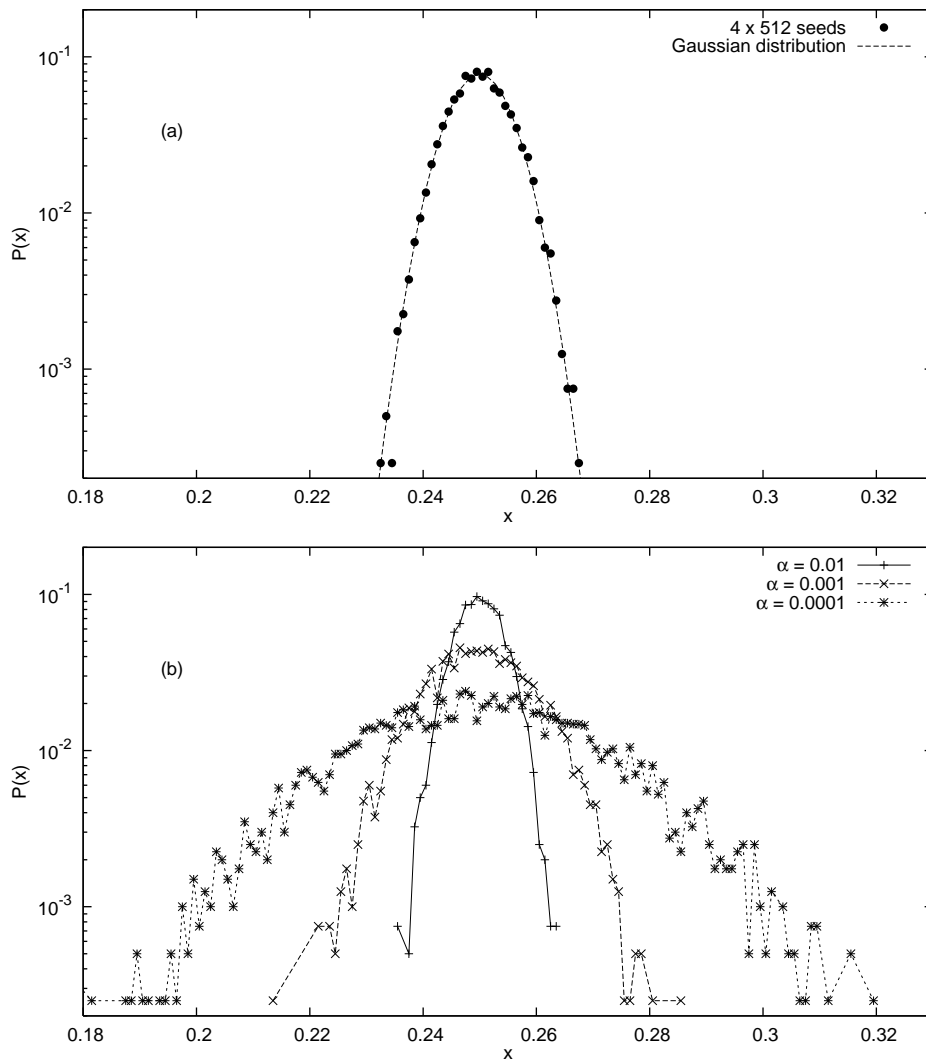 10^-1
10^-2
10^-3
P(x)
(a)
4 x 512 seeds
Gaussian distribution
0.18 0.2 0.22 0.24 0.26 0.28 0.3 0.32
x
10^-1
10^-2
10^-3
P(x)
(b)
α = 0.01
α = 0.001
α = 0.0001
0.18 0.2 0.22 0.24 0.26 0.28 0.3 0.32
x